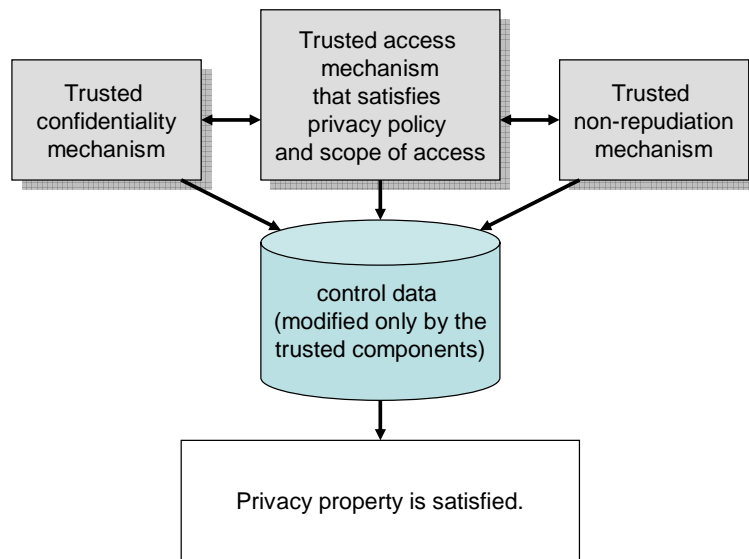 Trusted
confidentiality
mechanism
Trusted access
mechanism
that satisfies
privacy policy
and scope of access
Trusted
non-repudiation
mechanism
control data
(modified only by the
trusted components)
Privacy property is satisfied.